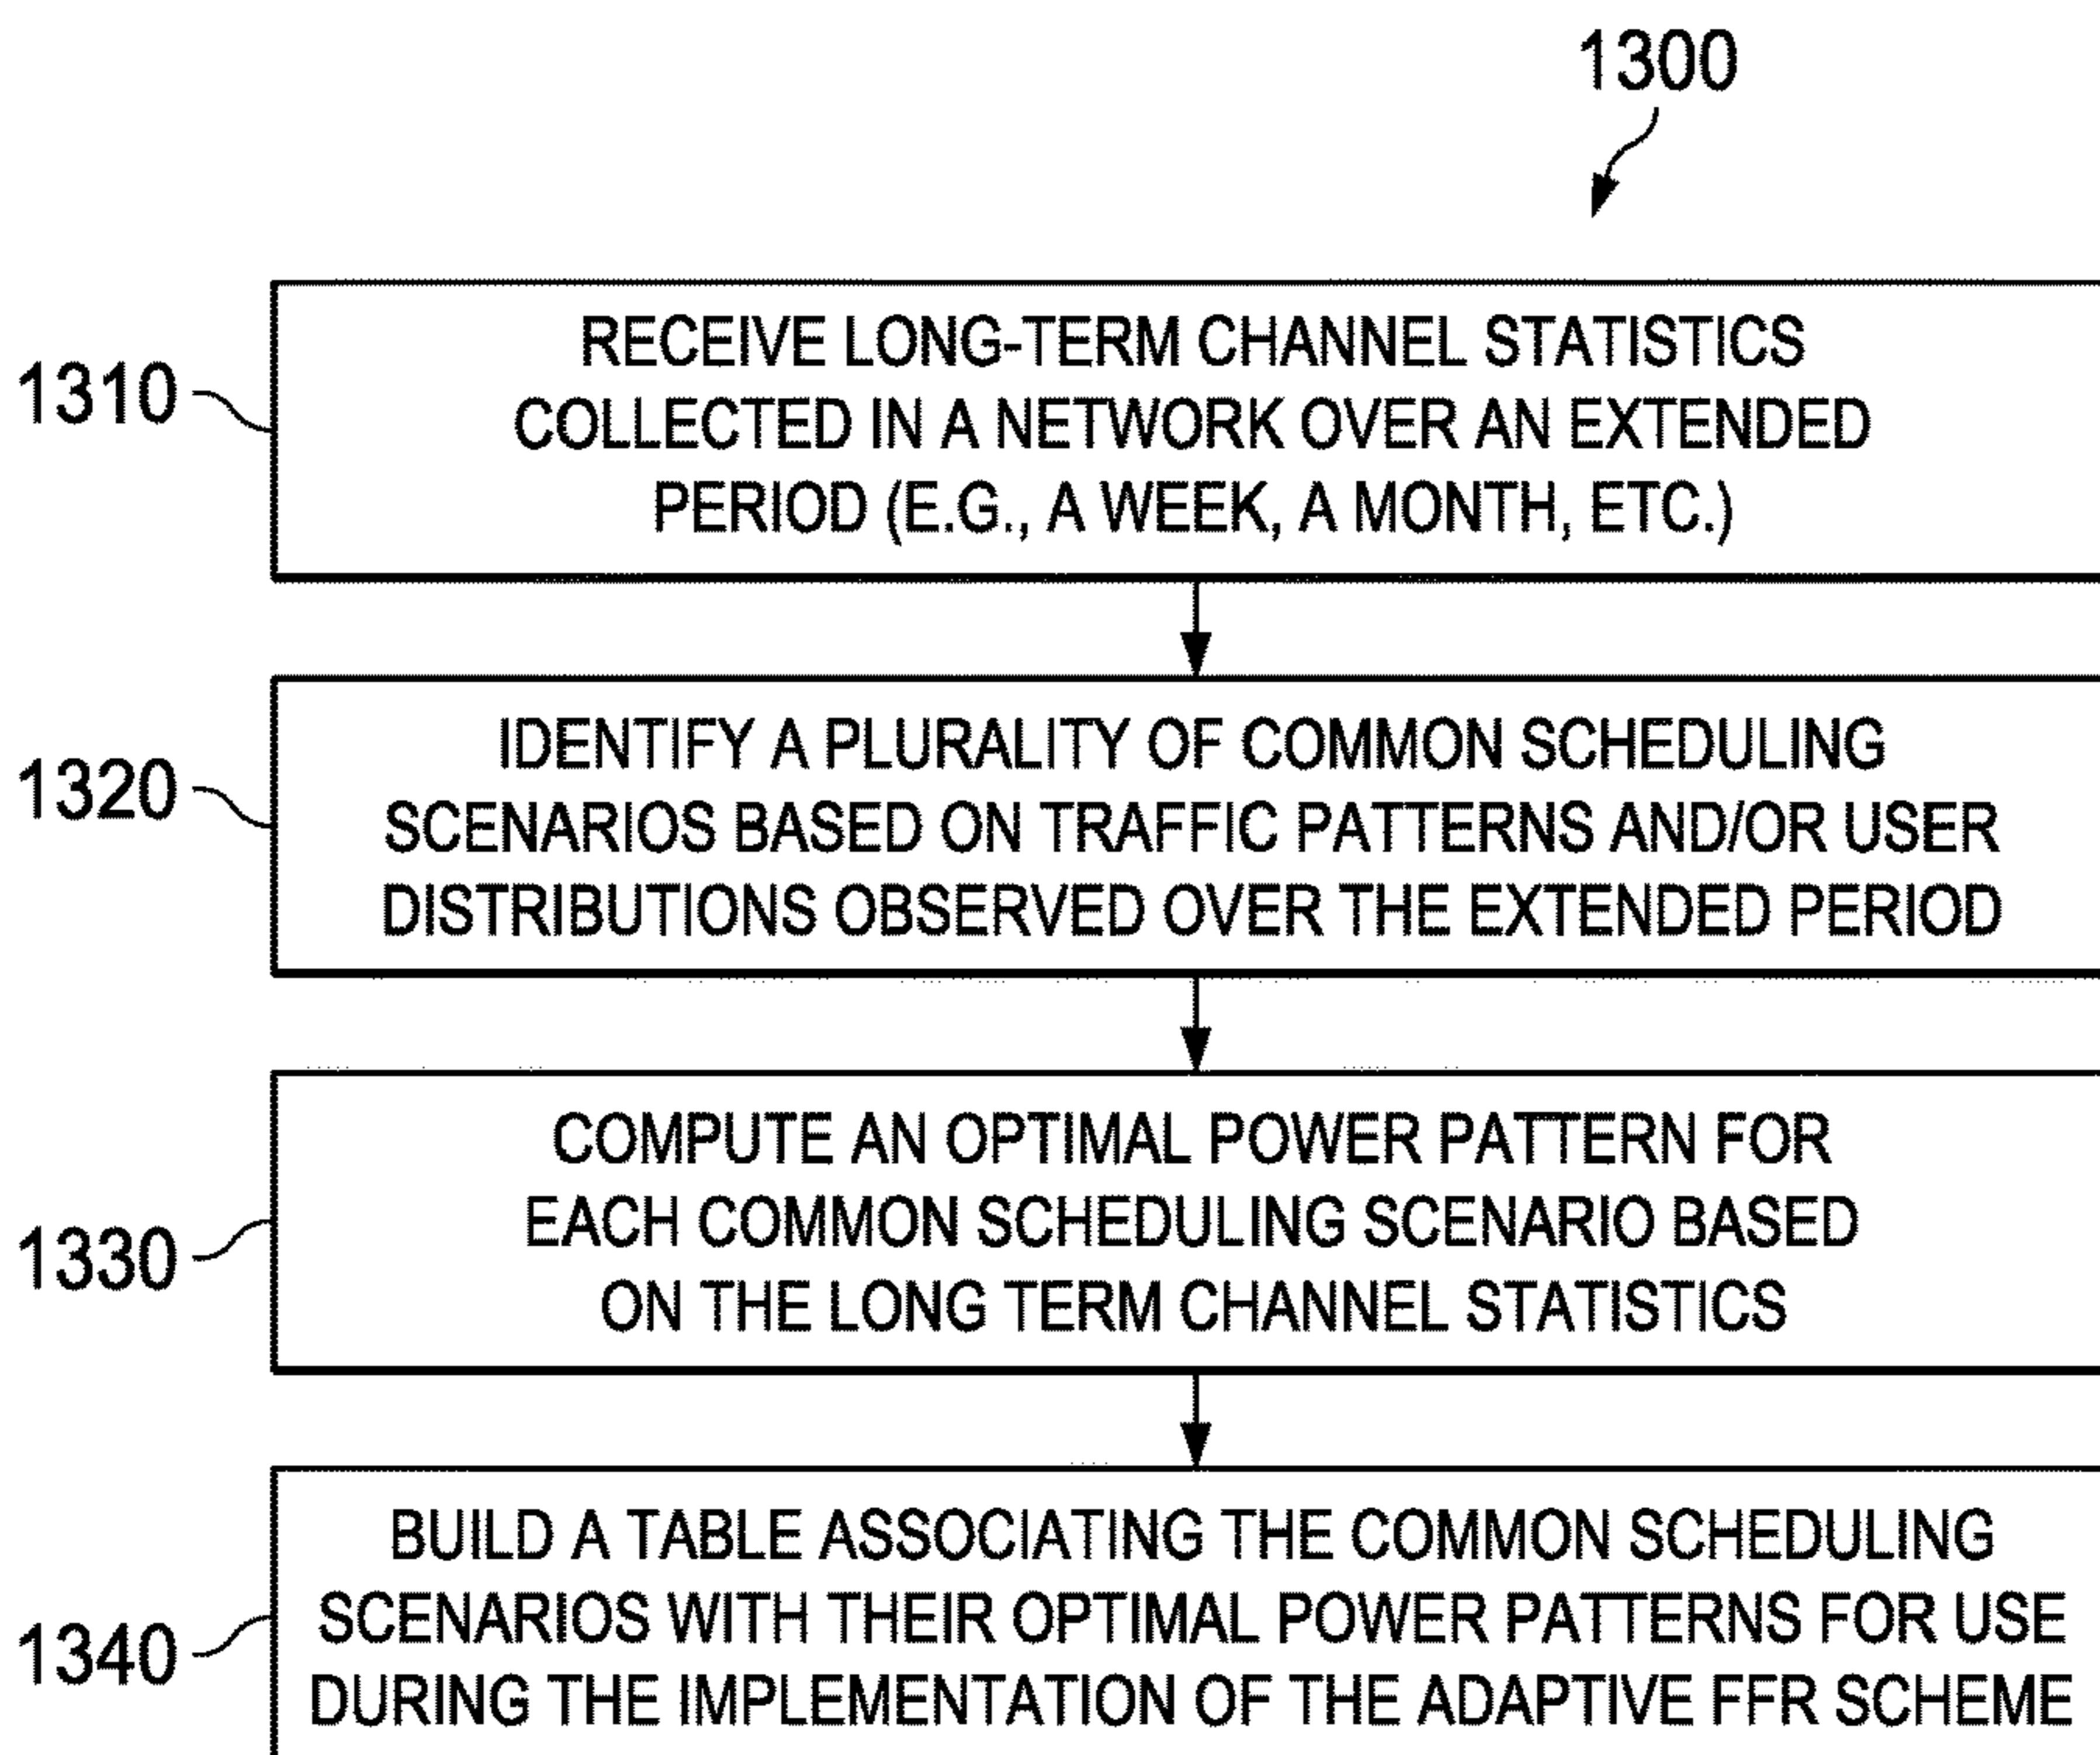 1300
1310
RECEIVE LONG-TERM CHANNEL STATISTICS
COLLECTED IN A NETWORK OVER AN EXTENDED
PERIOD (E.G., A WEEK, A MONTH, ETC.)
1320
IDENTIFY A PLURALITY OF COMMON SCHEDULING
SCENARIOS BASED ON TRAFFIC PATTERNS AND/OR USER
DISTRIBUTIONS OBSERVED OVER THE EXTENDED PERIOD
1330
COMPUTE AN OPTIMAL POWER PATTERN FOR
EACH COMMON SCHEDULING SCENARIO BASED
ON THE LONG TERM CHANNEL STATISTICS
1340
BUILD A TABLE ASSOCIATING THE COMMON SCHEDULING
SCENARIOS WITH THEIR OPTIMAL POWER PATTERNS FOR USE
DURING THE IMPLEMENTATION OF THE ADAPTIVE FFR SCHEME